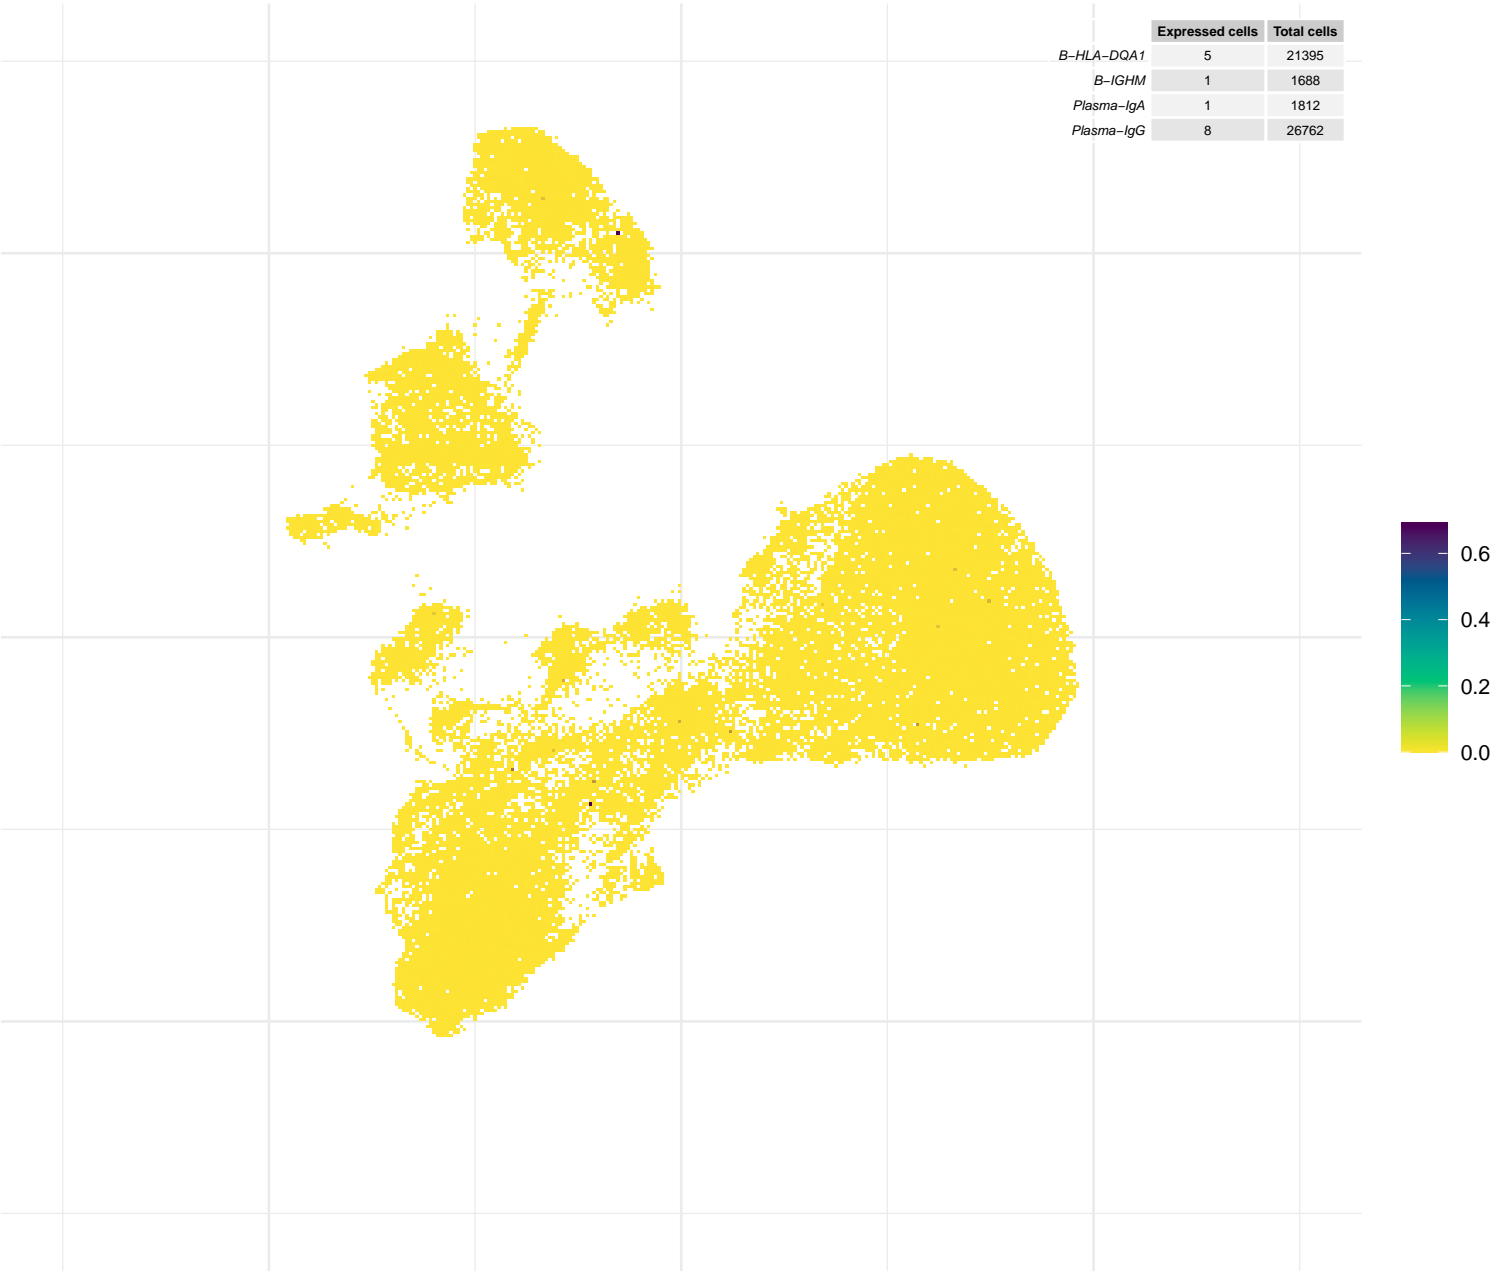 Expressed cells Total cells
B−HLA−DQA1 5 21395
B−IGHM 1 1688
Plasma−IgA 1 1812
Plasma−IgG 8 26762
0.6
0.4
0.2
0.0